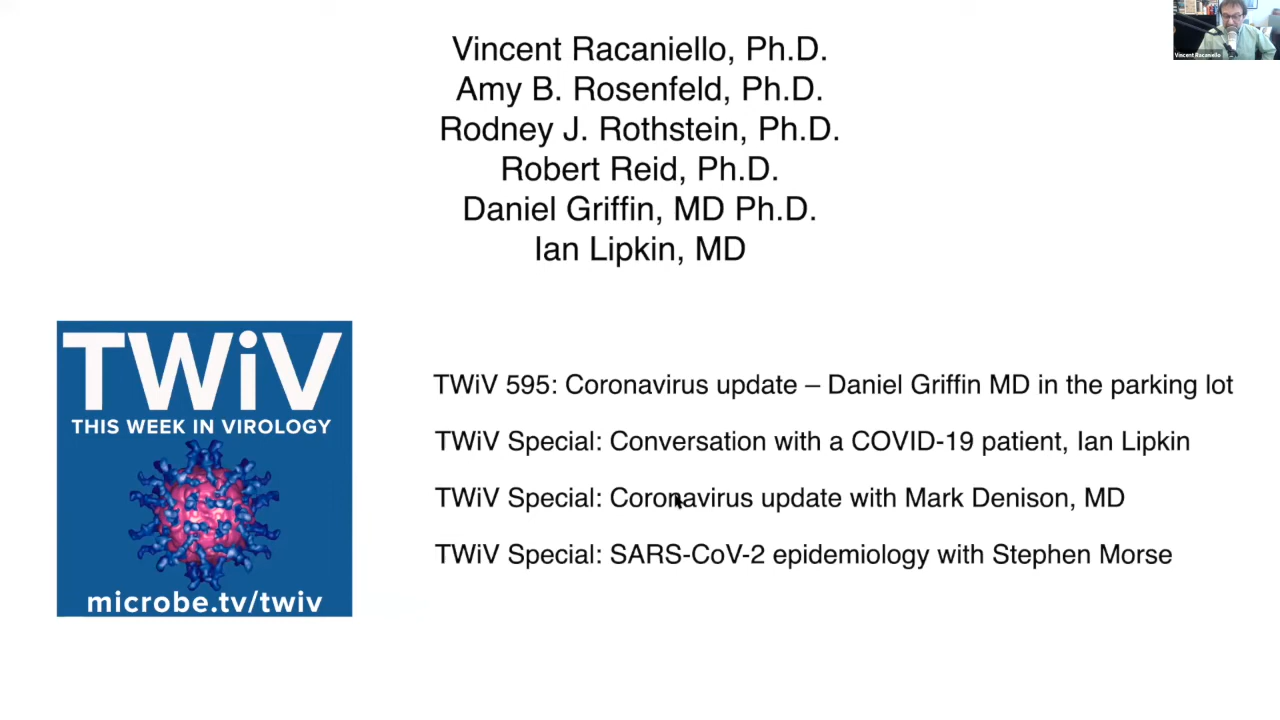 Vincent Racaniello, Ph.D.
Amy B. Rosenfeld, Ph.D.
Rodney J. Rothstein, Ph.D.
Robert Reid, Ph.D.
Daniel Griffin, MD Ph.D.
Ian Lipkin, MD
Vincent Racaniello
TWiV
THIS WEEK IN VIROLOGY
microbe.tv/twiv
TWiV 595: Coronavirus update – Daniel Griffin MD in the parking lot
TWiV Special: Conversation with a COVID-19 patient, Ian Lipkin
TWiV Special: Coronavirus update with Mark Denison, MD
TWiV Special: SARS-CoV-2 epidemiology with Stephen Morse